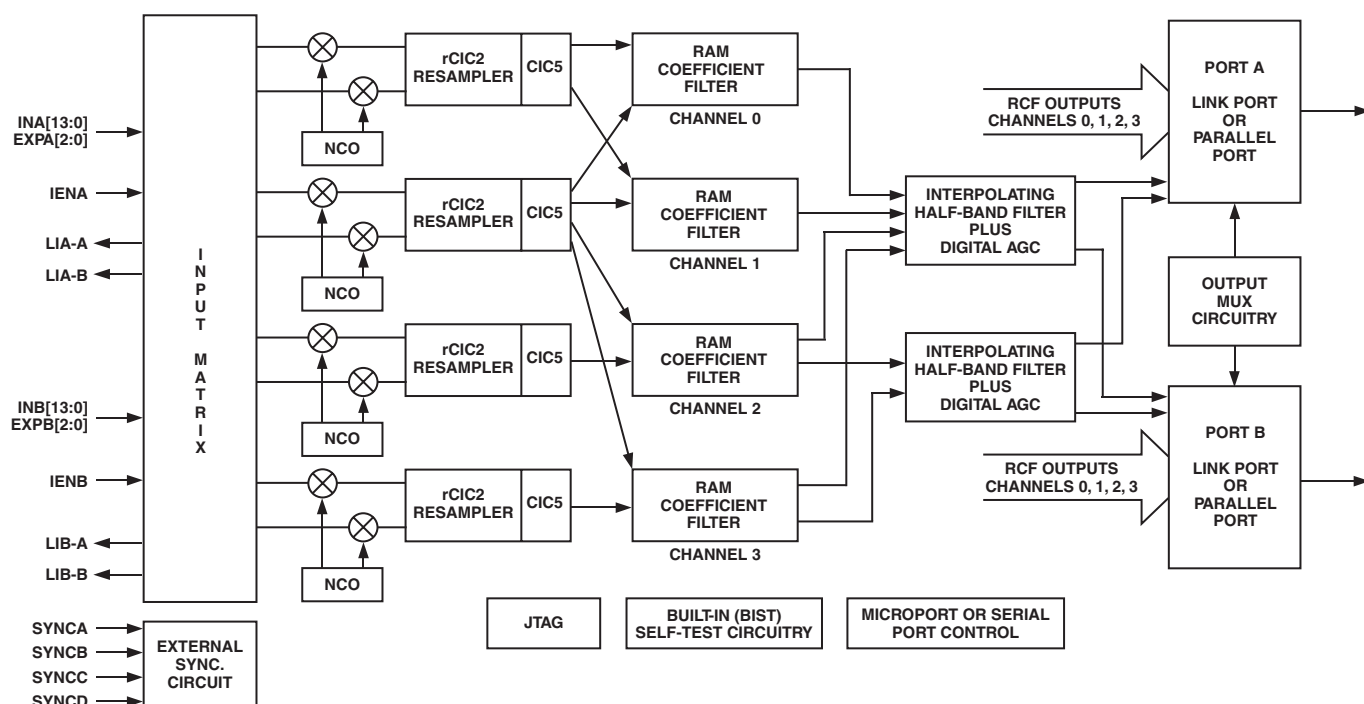 INA[13:0]
EXPA[2:0]
IENA
LIA-A
LIA-B
INB[13:0]
EXPB[2:0]
IENB
LIB-A
LIB-B
SYNCA
SYNCB
SYNCC
SYNCD
INPUT MATRIX
EXTERNAL
SYNC.
CIRCUIT
NCO
NCO
NCO
NCO
rCIC2
RESAMPLER
CIC5
rCIC2
RESAMPLER
CIC5
rCIC2
RESAMPLER
CIC5
rCIC2
RESAMPLER
CIC5
RAM
COEFFICIENT
FILTER
CHANNEL 0
RAM
COEFFICIENT
FILTER
CHANNEL 1
RAM
COEFFICIENT
FILTER
CHANNEL 2
RAM
COEFFICIENT
FILTER
CHANNEL 3
JTAG
BUILT-IN (BIST)
SELF-TEST CIRCUITRY
MICROPORT OR SERIAL
PORT CONTROL
INTERPOLATING
HALF-BAND FILTER
PLUS
DIGITAL AGC
INTERPOLATING
HALF-BAND FILTER
PLUS
DIGITAL AGC
RCF OUTPUTS
CHANNELS 0, 1, 2, 3
RCF OUTPUTS
CHANNELS 0, 1, 2, 3
PORT A
LINK PORT
OR
PARALLEL
PORT
OUTPUT
MUX
CIRCUITRY
PORT B
LINK PORT
OR
PARALLEL
PORT